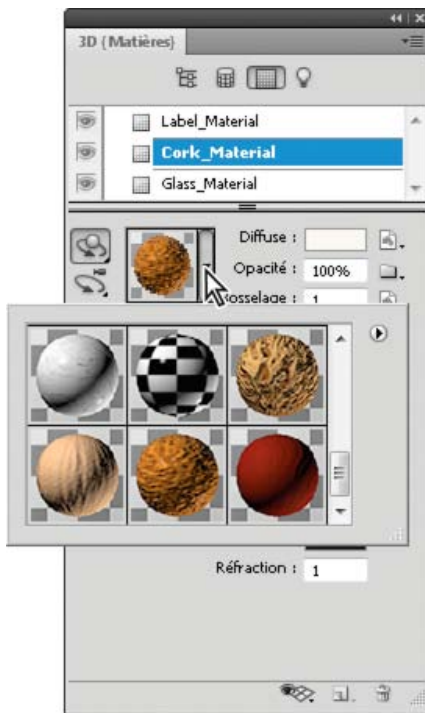 3D {Matières}
Label_Material
Cork_Material
Glass_Material
Diffuse :
Opacité : 100%
osselage : 1
Réfraction : 1